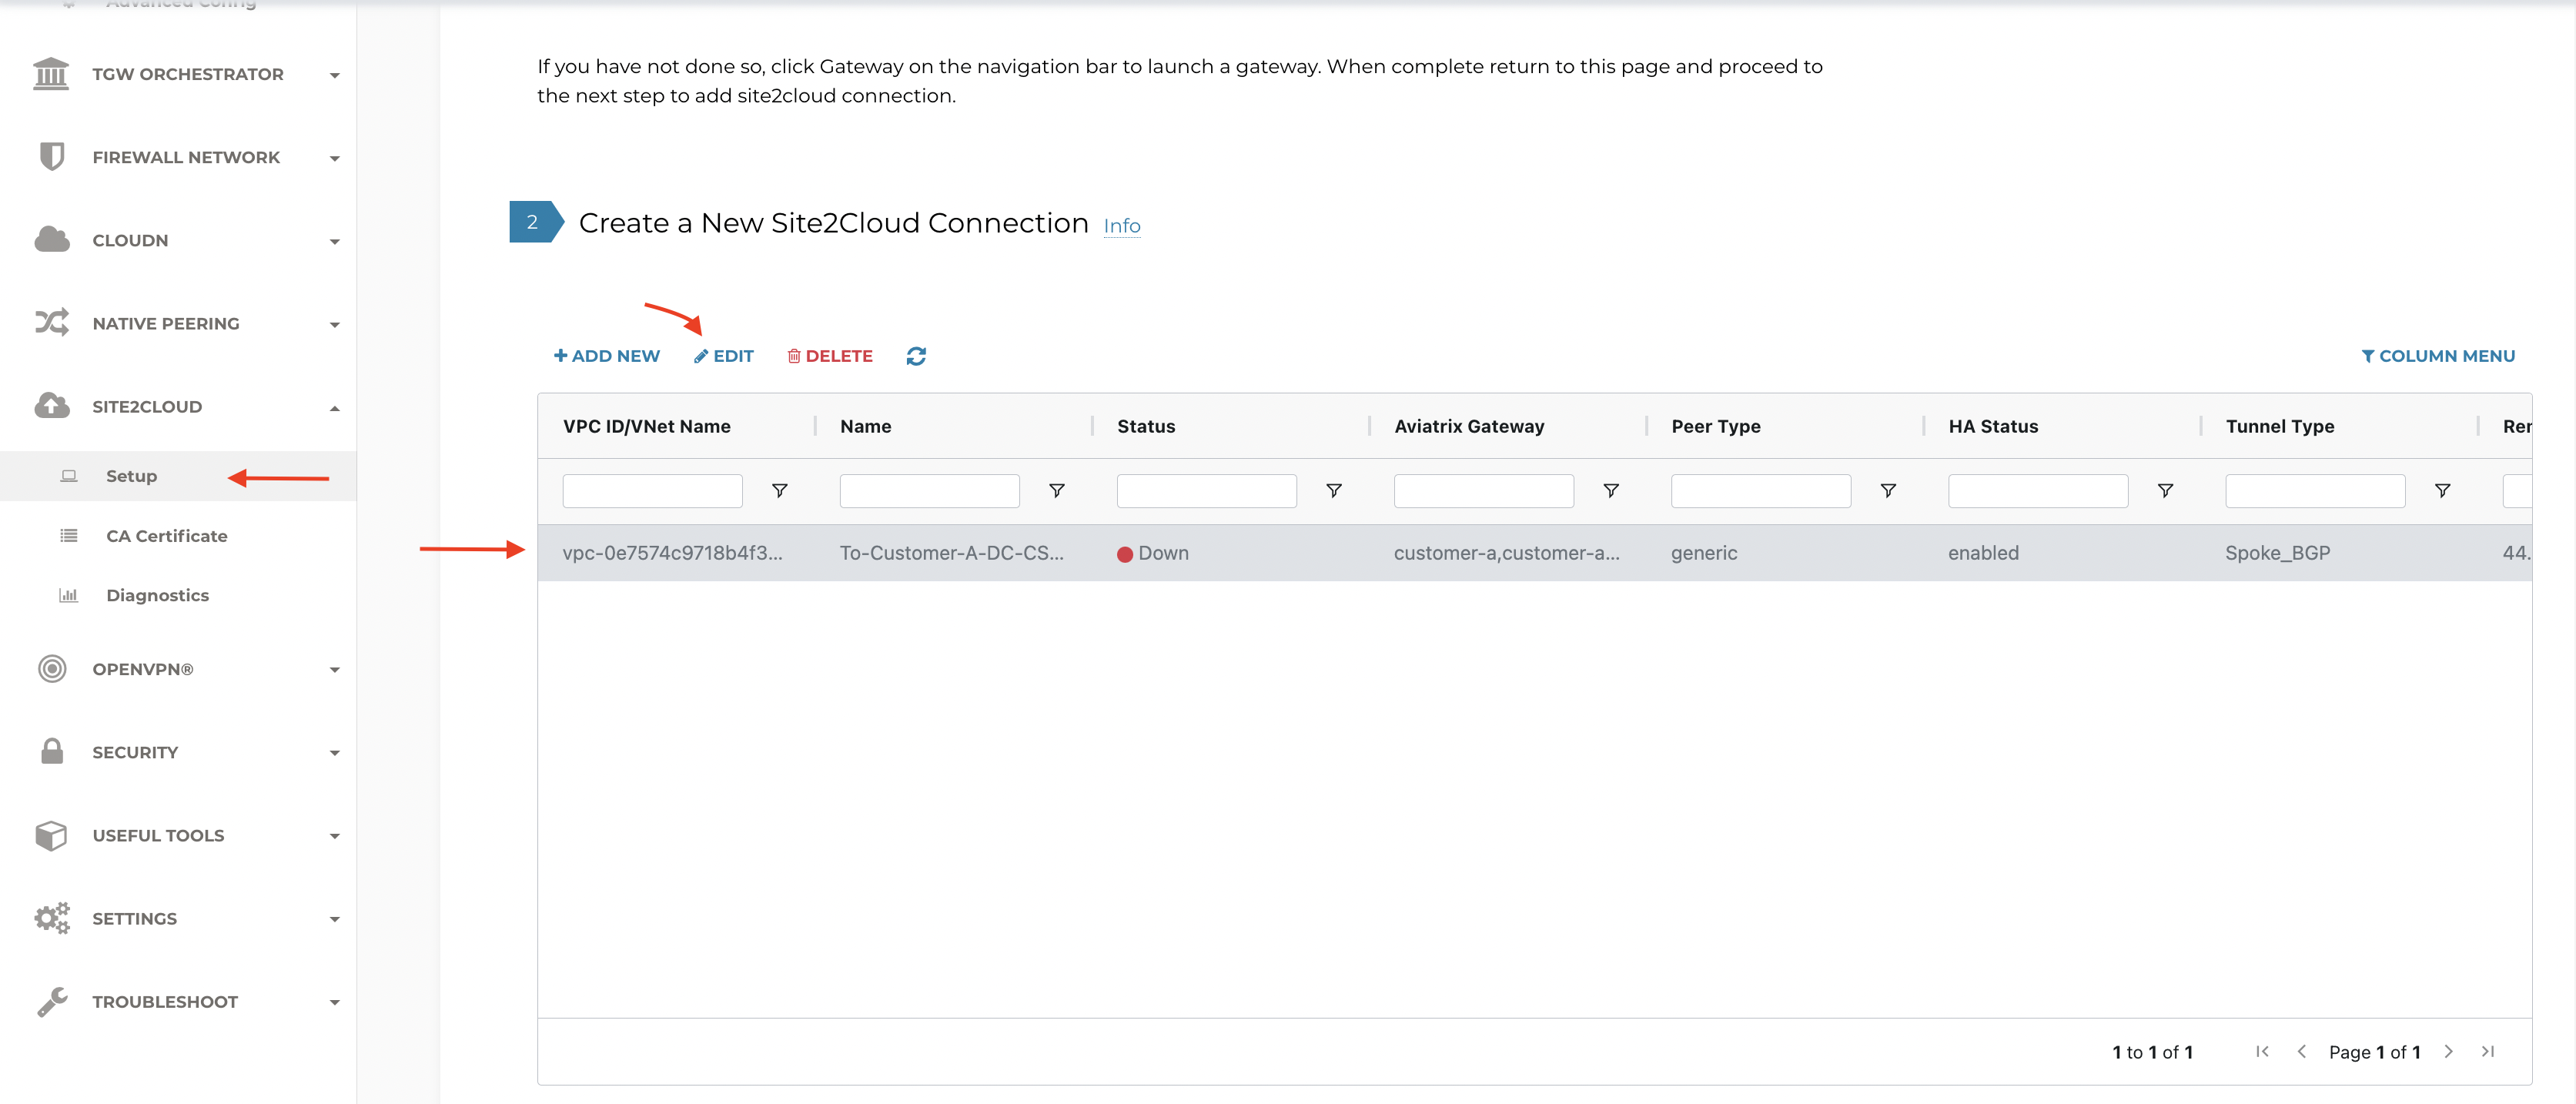 Advanced Config
TGW ORCHESTRATOR
FIREWALL NETWORK
CLOUDN
NATIVE PEERING
SITE2CLOUD
Setup
CA Certificate
Diagnostics
OPENVPN®
SECURITY
USEFUL TOOLS
SETTINGS
TROUBLESHOOT
If you have not done so, click Gateway on the navigation bar to launch a gateway. When complete return to this page and proceed to
the next step to add site2cloud connection.
2 Create a New Site2Cloud Connection Info
ADD NEW EDIT DELETE COLUMN MENU
VPC ID/VNet Name Name Status Aviatrix Gateway Peer Type HA Status Tunnel Type Rer
vpc-0e7574c9718b4f3... To-Customer-A-DC-CS... Down customer-a,customer-a... generic enabled Spoke_BGP 44.
1 to 1 of 1 Page 1 of 1